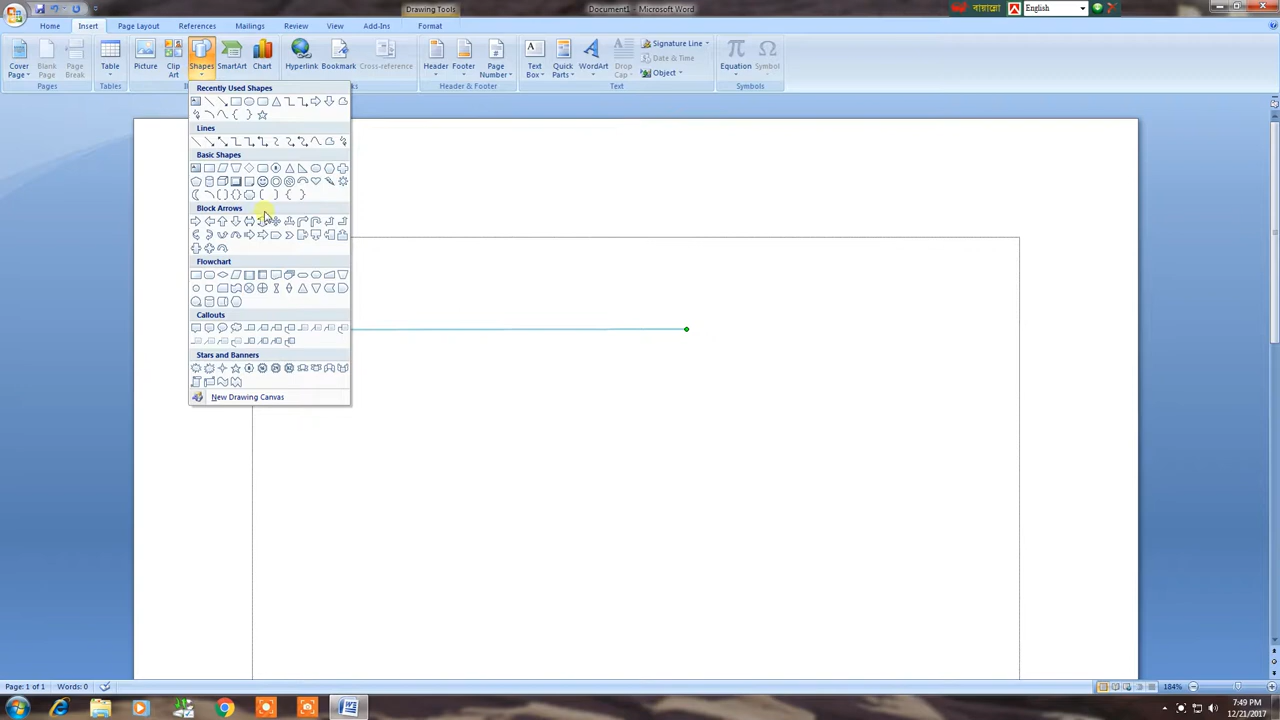 Drawing Tools
Document1 - Microsoft Word
বায়ান্নো
English
Home
Insert
Page Layout
References
Mailings
Review
View
Add-Ins
Format
Cover Page
Blank Page
Page Break
Table
Picture
Clip Art
Shapes
SmartArt
Chart
Hyperlink
Bookmark
Cross-reference
Header
Footer
Page Number
Text Box
Quick Parts
WordArt
Drop Cap
Signature Line
Date & Time
Object
Equation
Symbol
Pages
Tables
Header & Footer
Text
Symbols
Recently Used Shapes
Lines
Basic Shapes
Block Arrows
Flowchart
Callouts
Stars and Banners
New Drawing Canvas
Page: 1 of 1
Words: 0
184%
7:49 PM
12/21/2017